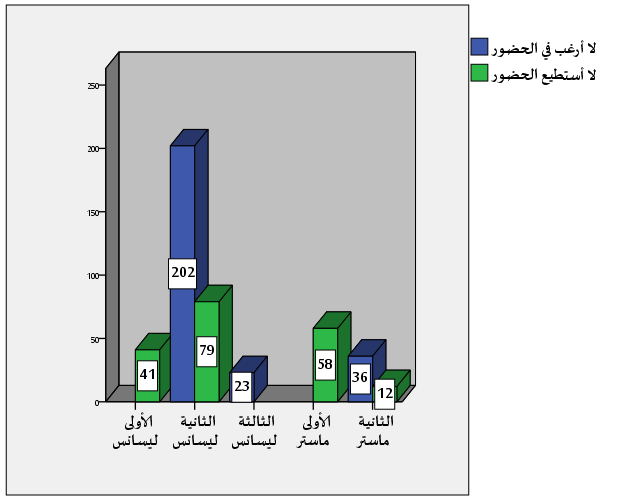 لا أرغب في الحضور
لا أستطيع الحضور
250
200
150
100
50
0
202
79
41
23
58
36
12
الأولى
ليسانس
الثانية
ليسانس
الثالثة
ليسانس
الأولى
ماستر
الثانية
ماستر